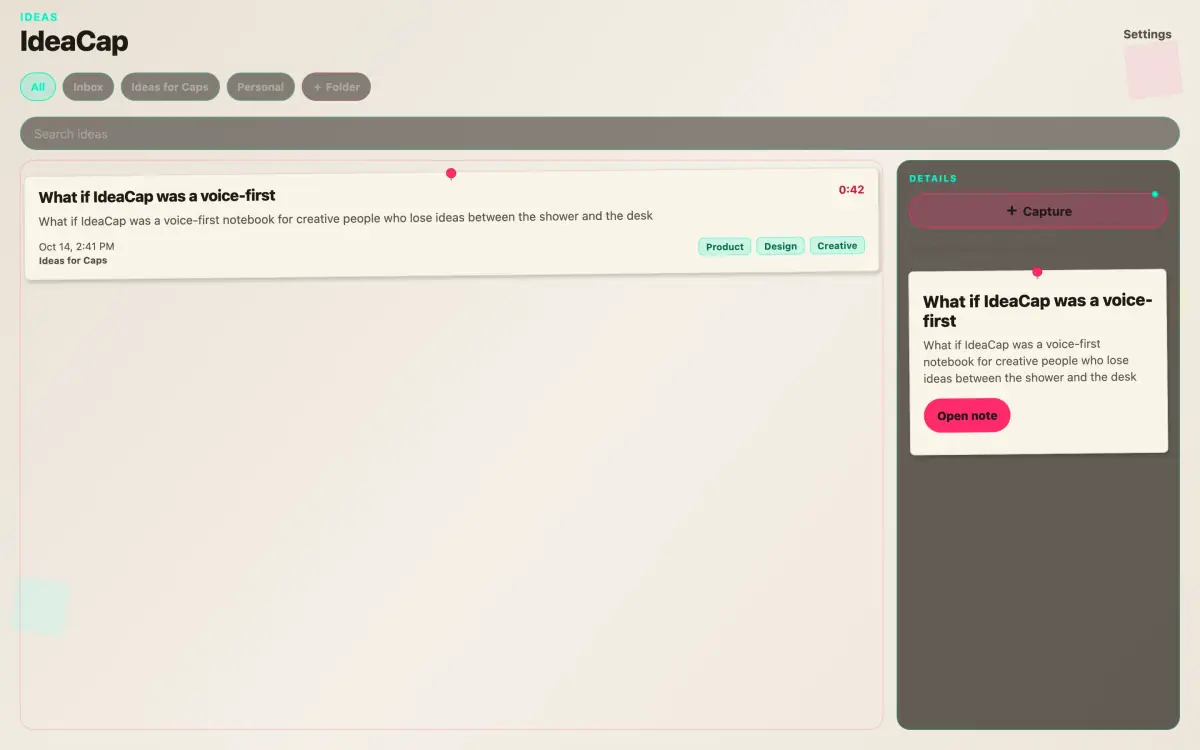 IDEAS
IdeaCap
Settings
All
Inbox
Ideas for Caps
Personal
+ Folder
Search ideas
What if IdeaCap was a voice-first
0:42
What if IdeaCap was a voice-first notebook for creative people who lose ideas between the shower and the desk
Oct 14, 2:41 PM
Ideas for Caps
Product
Design
Creative
DETAILS
+ Capture
What if IdeaCap was a voice-
first
What if IdeaCap was a voice-first
notebook for creative people who lose
ideas between the shower and the desk
Open note